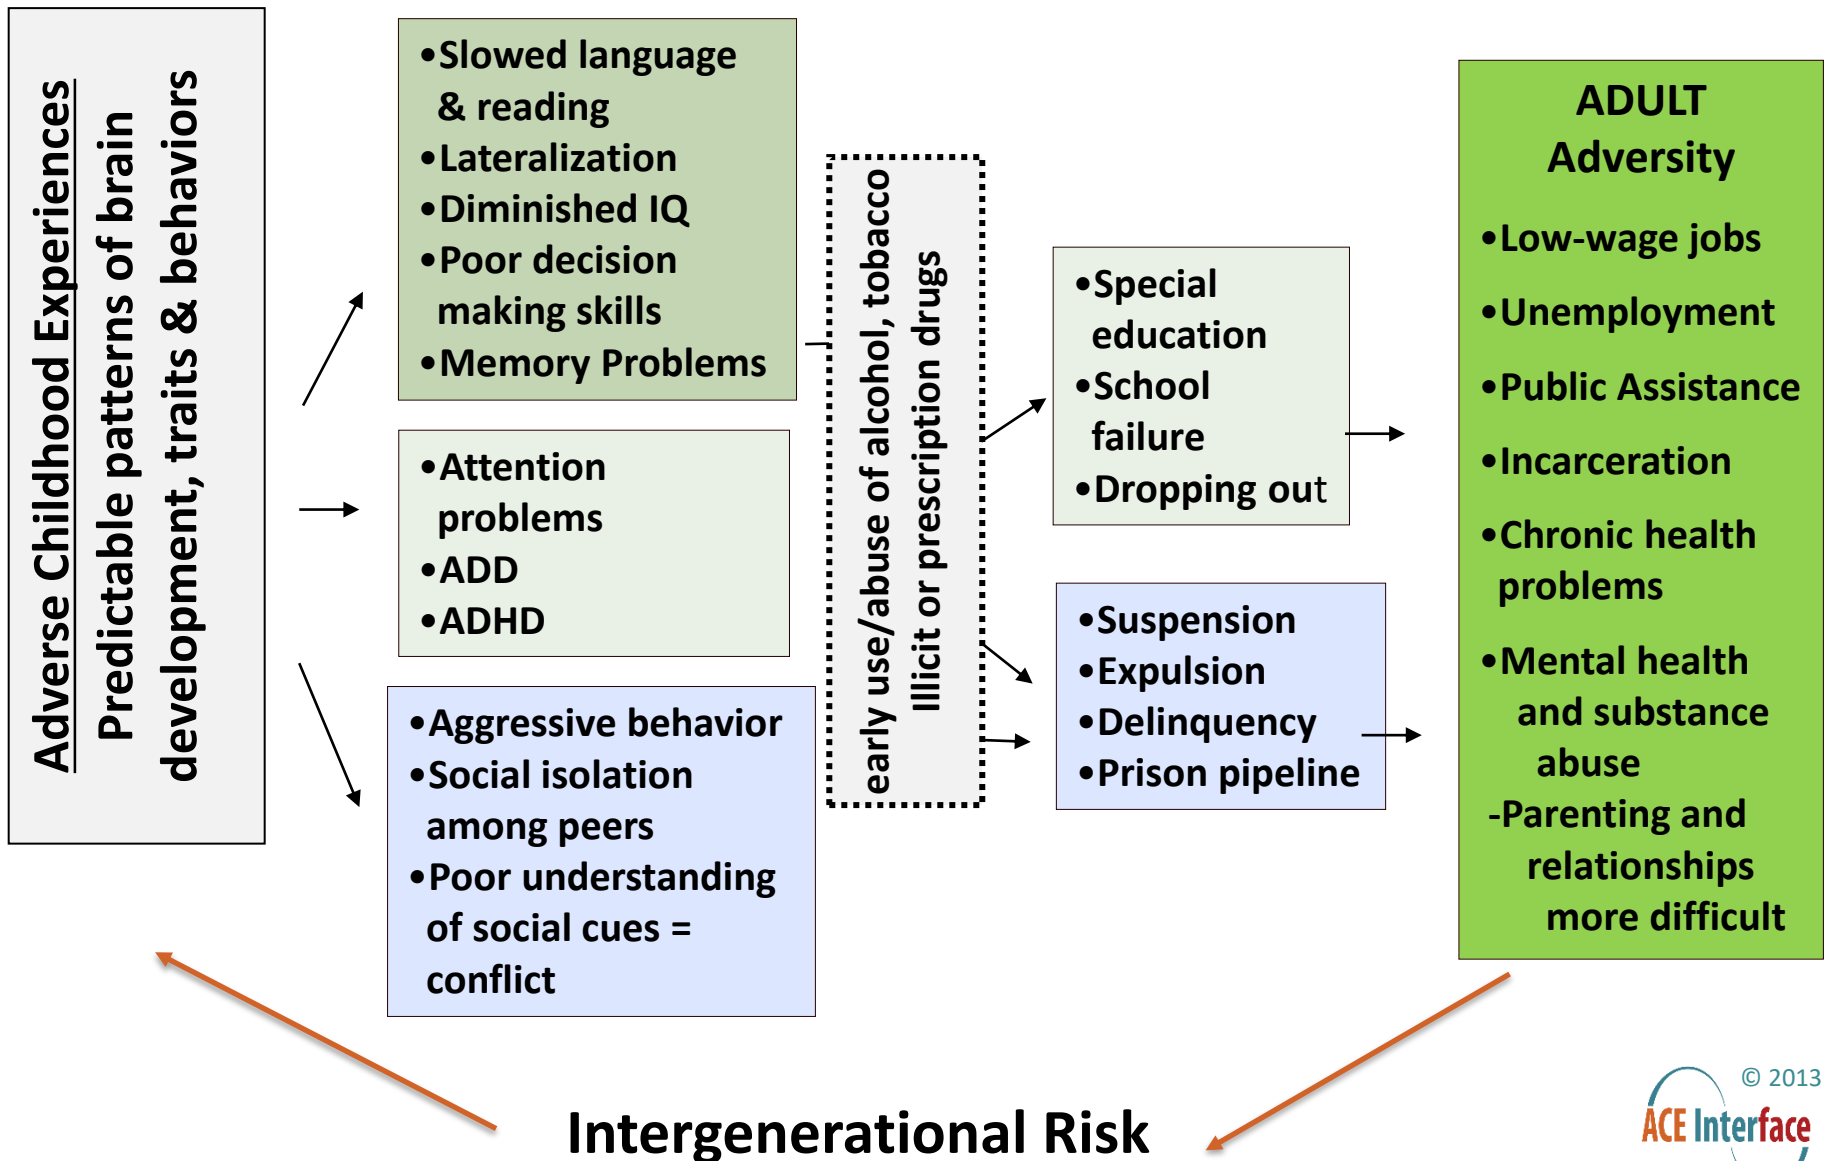 Adverse Childhood Experiences
Predictable patterns of brain
development, traits & behaviors
•Slowed language
& reading
•Lateralization
•Diminished IQ
•Poor decision
making skills
•Memory Problems
•Attention
problems
•ADD
•ADHD
•Aggressive behavior
•Social isolation
among peers
•Poor understanding
of social cues =
conflict
early use/abuse of alcohol, tobacco
Illicit or prescription drugs
•Special
education
•School
failure
•Dropping out
•Suspension
•Expulsion
•Delinquency
•Prison pipeline
ADULT
Adversity
•Low-wage jobs
•Unemployment
•Public Assistance
•Incarceration
•Chronic health
problems
•Mental health
and substance
abuse
-Parenting and
relationships
more difficult
Intergenerational Risk
© 2013
ACE Interface